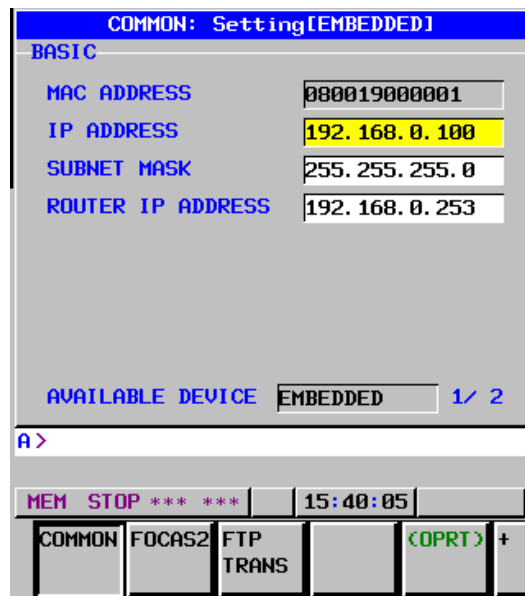 COMMON: Setting[EMBEDDED]
BASIC
MAC ADDRESS 080019000001
IP ADDRESS 192.168.0.100
SUBNET MASK 255.255.255.0
ROUTER IP ADDRESS 192.168.0.253
AVAILABLE DEVICE EMBEDDED 1/ 2
A>
MEM STOP *** *** 15:40:05
COMMON FOCAS2 FTP TRANS (OPRT) +